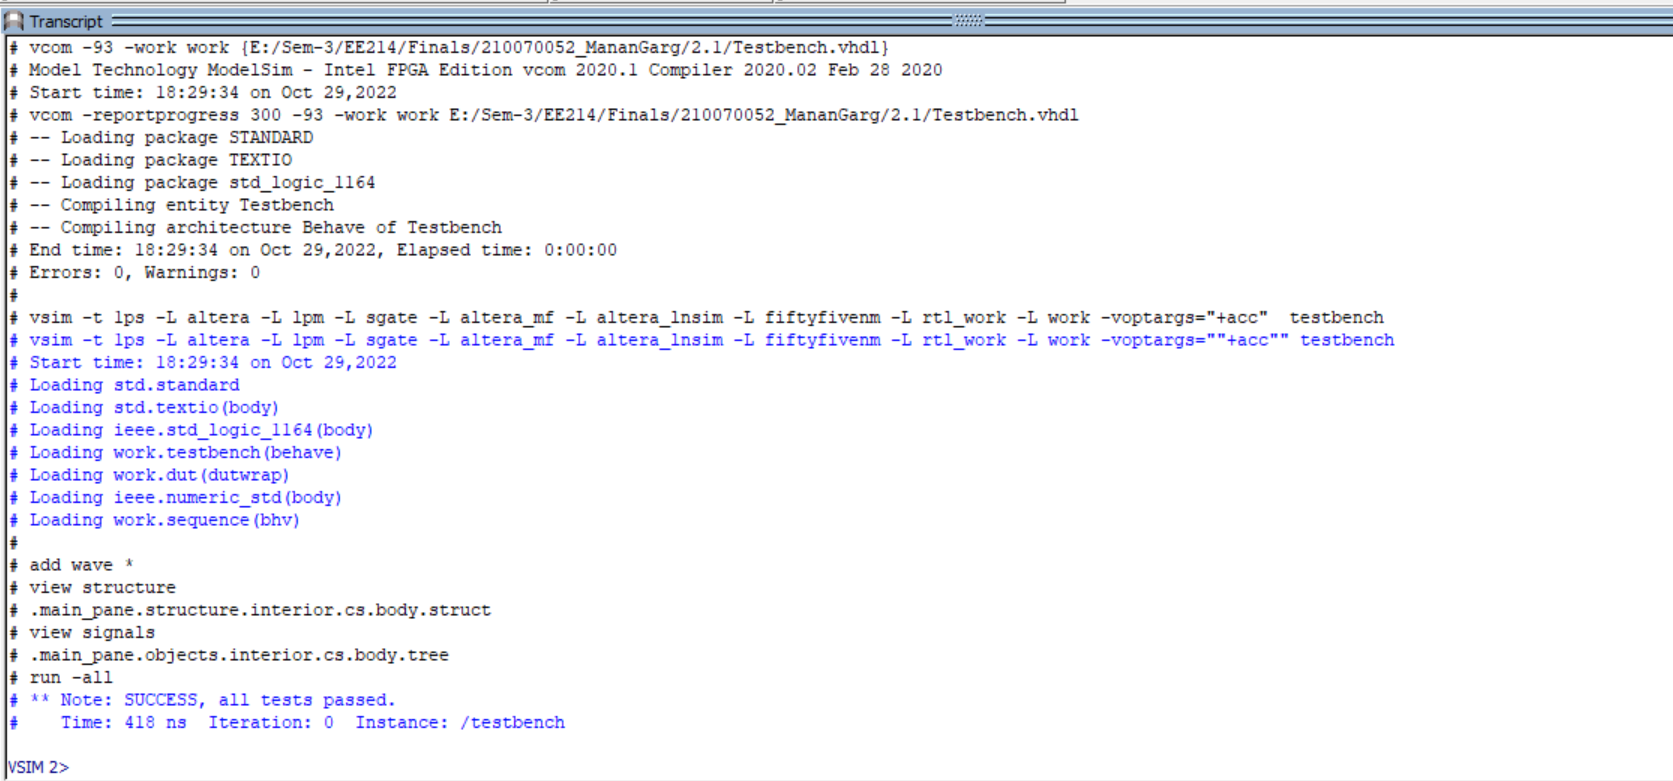 Transcript
# vcom -93 -work work {E:/Sem-3/EE214/Finals/210070052_MananGarg/2.1/Testbench.vhdl}
# Model Technology ModelSim - Intel FPGA Edition vcom 2020.1 Compiler 2020.02 Feb 28 2020
# Start time: 18:29:34 on Oct 29,2022
# vcom -reportprogress 300 -93 -work work E:/Sem-3/EE214/Finals/210070052_MananGarg/2.1/Testbench.vhdl
# -- Loading package STANDARD
# -- Loading package TEXTIO
# -- Loading package std_logic_1164
# -- Compiling entity Testbench
# -- Compiling architecture Behave of Testbench
# End time: 18:29:34 on Oct 29,2022, Elapsed time: 0:00:00
# Errors: 0, Warnings: 0
#
# vsim -t 1ps -L altera -L lpm -L sgate -L altera_mf -L altera_lnsim -L fiftyfivenm -L rtl_work -L work -voptargs="+acc"  testbench
# vsim -t 1ps -L altera -L lpm -L sgate -L altera_mf -L altera_lnsim -L fiftyfivenm -L rtl_work -L work -voptargs=""+acc"" testbench
# Start time: 18:29:34 on Oct 29,2022
# Loading std.standard
# Loading std.textio(body)
# Loading ieee.std_logic_1164(body)
# Loading work.testbench(behave)
# Loading work.dut(dutwrap)
# Loading ieee.numeric_std(body)
# Loading work.sequence(bhv)
#
# add wave *
# view structure
# .main_pane.structure.interior.cs.body.struct
# view signals
# .main_pane.objects.interior.cs.body.tree
# run -all
# ** Note: SUCCESS, all tests passed.
#    Time: 418 ns  Iteration: 0  Instance: /testbench
VSIM 2>